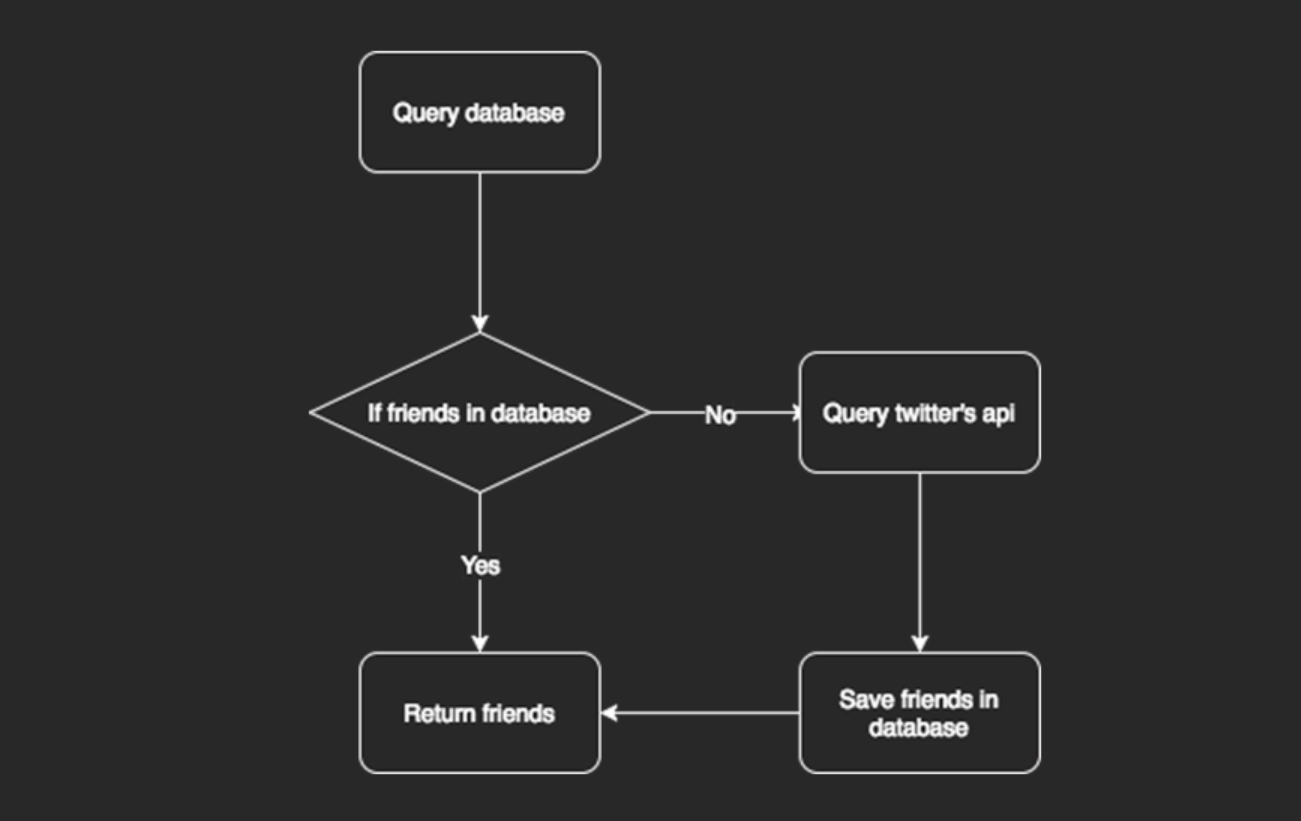 Query database
If friends in database
No
Query twitter's api
Yes
Return friends
Save friends in
database